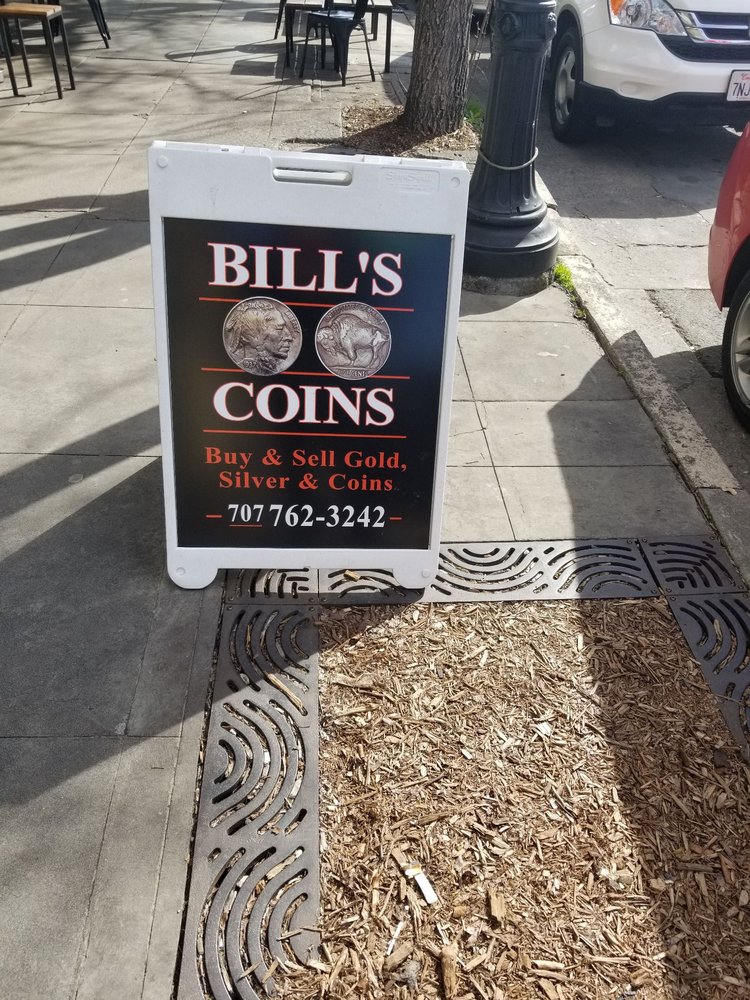 BILL'S
COINS
Buy & Sell Gold,
Silver & Coins
707 762-3242